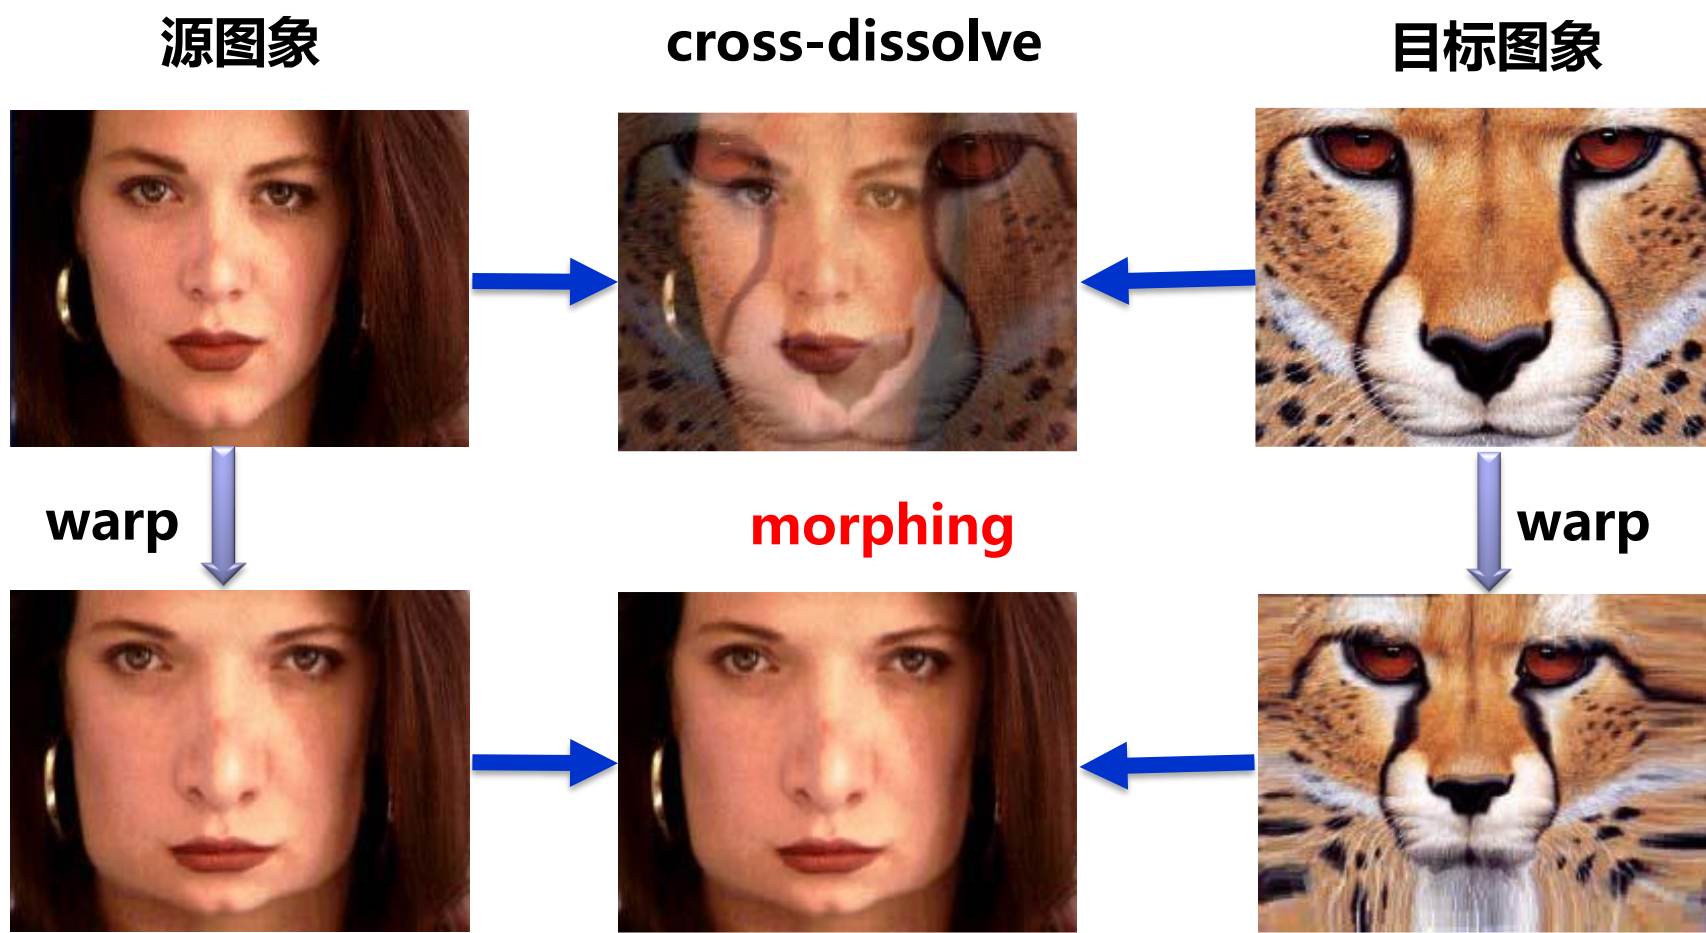 源图象
cross-dissolve
目标图象
warp
morphing
warp